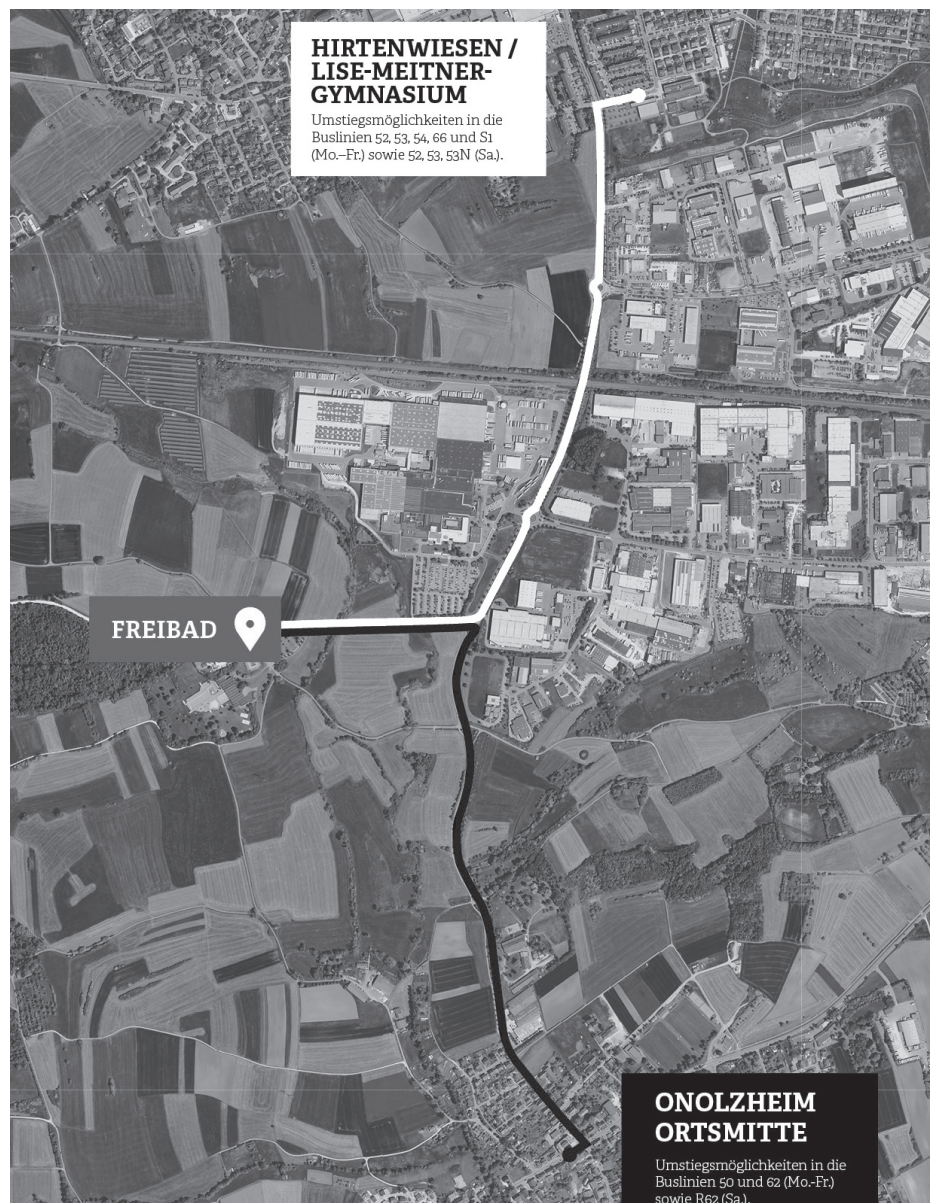 HIRTENWIESEN /
LISE-MEITNER-
GYMNASIUM
Umstiegsmöglichkeiten in die
Buslinien 52, 53, 54, 66 und S1
(Mo.–Fr.) sowie 52, 53, 53N (Sa.).
FREIBAD
ONOLZHEIM
ORTSMITTE
Umstiegsmöglichkeiten in die
Buslinien 50 und 62 (Mo.-Fr.)
sowie R62 (Sa.).